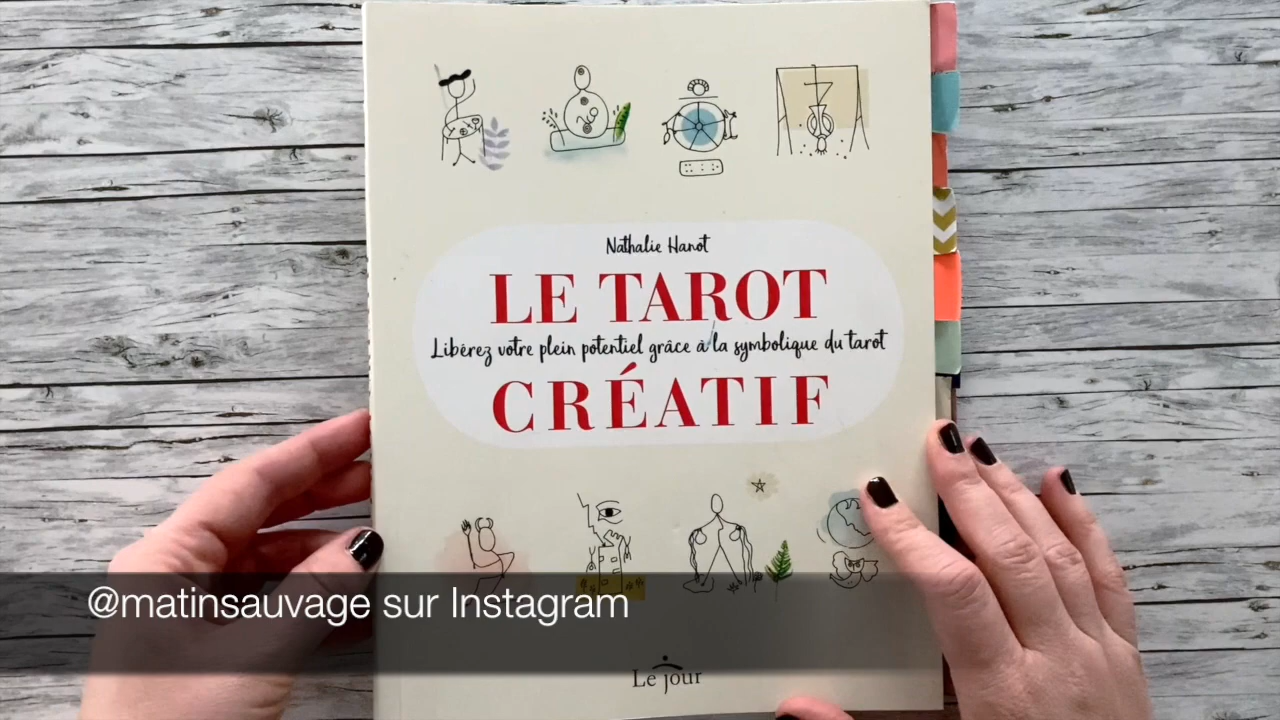 Nathalie Hanot
LE TAROT
Libérez votre plein potentiel grâce à la symbolique du tarot
CRÉATIF
@matinsauvage sur Instagram
Le jour